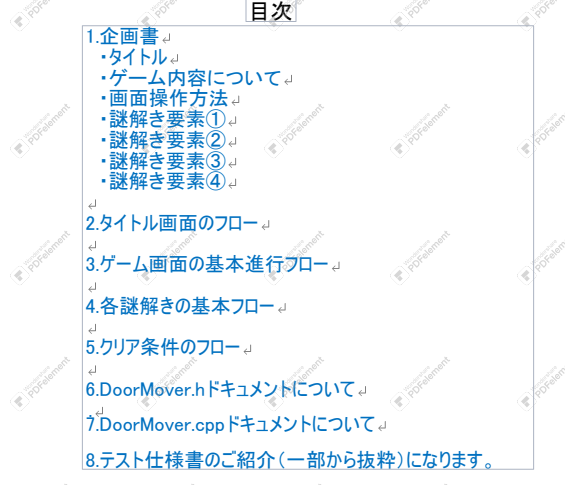 目次
1.企画書
・タイトル
・ゲーム内容について
・画面操作方法
・謎解き要素①
・謎解き要素②
・謎解き要素③
・謎解き要素④
2.タイトル画面のフロー
3.ゲーム画面の基本進行フロー
4.各謎解きの基本フロー
5.クリア条件のフロー
6.DoorMover.hドキュメントについて
7.DoorMover.cppドキュメントについて
8.テスト仕様書のご紹介（一部から抜粋）になります。